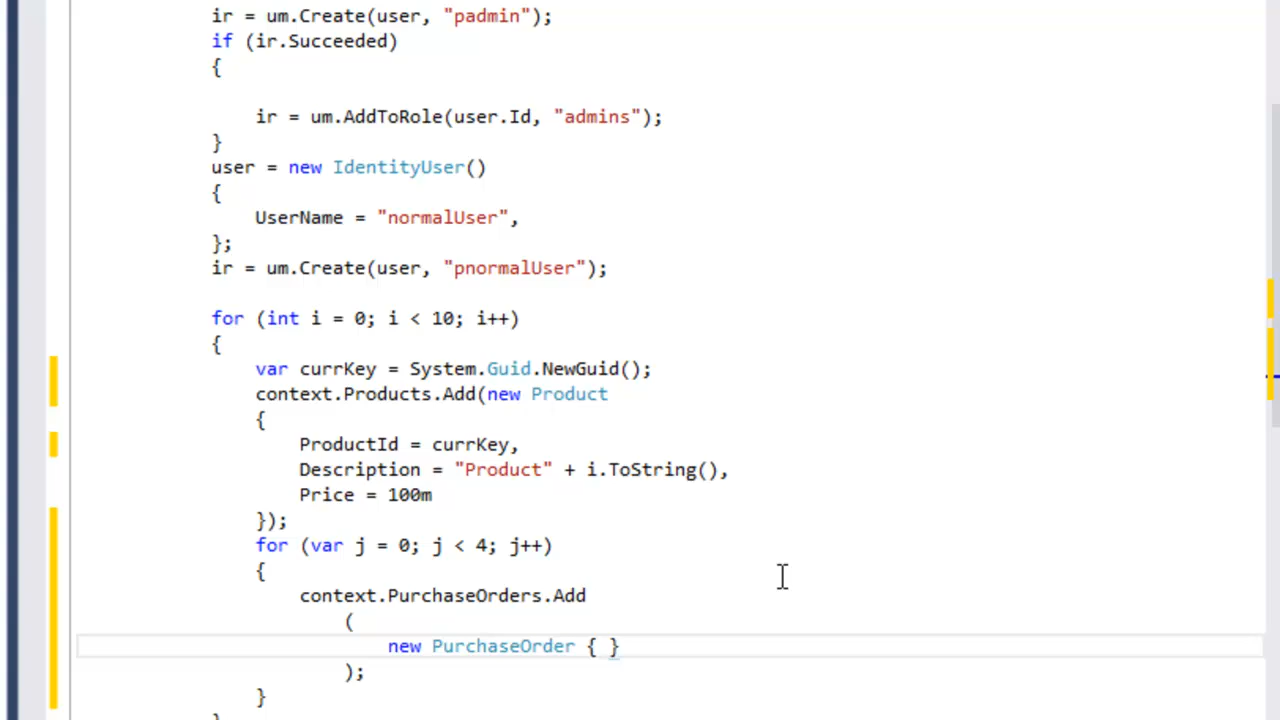 ir = um.Create(user, "padmin");
if (ir.Succeeded)
{
ir = um.AddToRole(user.Id, "admins");
}
user = new IdentityUser()
{
UserName = "normalUser",
};
ir = um.Create(user, "pnormalUser");
for (int i = 0; i < 10; i++)
{
var currKey = System.Guid.NewGuid();
context.Products.Add(new Product
{
ProductId = currKey,
Description = "Product" + i.ToString(),
Price = 100m
});
for (var j = 0; j < 4; j++)
{
context.PurchaseOrders.Add
(
new PurchaseOrder { }
);
}